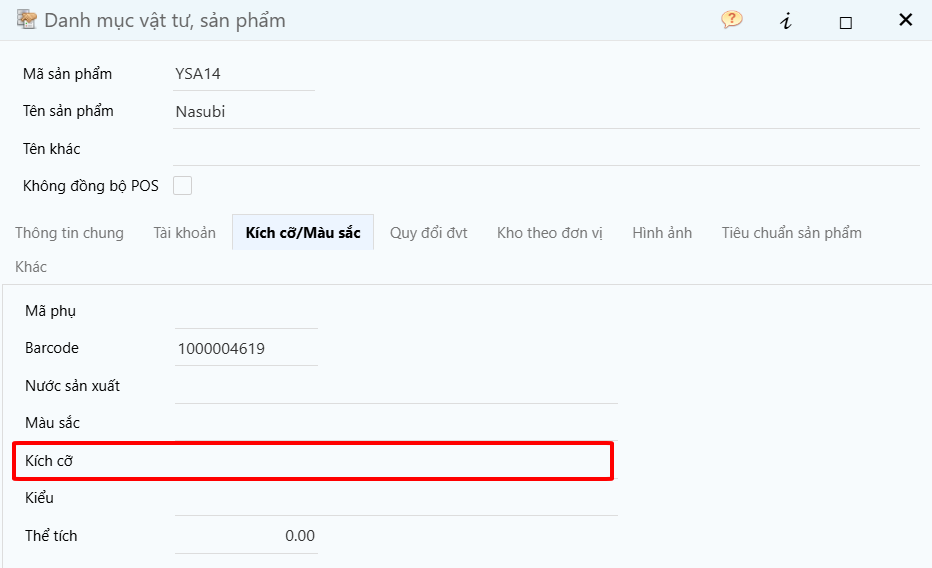 Danh mục vật tư, sản phẩm ? i
Mã sản phẩm YSA14
Tên sản phẩm Nasubi
Tên khác
Không đồng bộ POS
Thông tin chung Tài khoản Kích cỡ/Màu sắc Quy đổi đvt Kho theo đơn vị Hình ảnh Tiêu chuẩn sản phẩm
Khác
Mã phụ
Barcode 1000004619
Nước sản xuất
Màu sắc
Kích cỡ
Kiểu
Thể tích 0.00